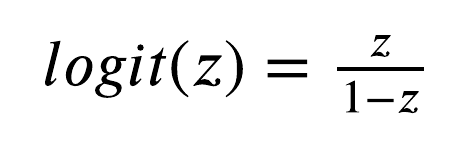 logit(z) = z/(1−z)